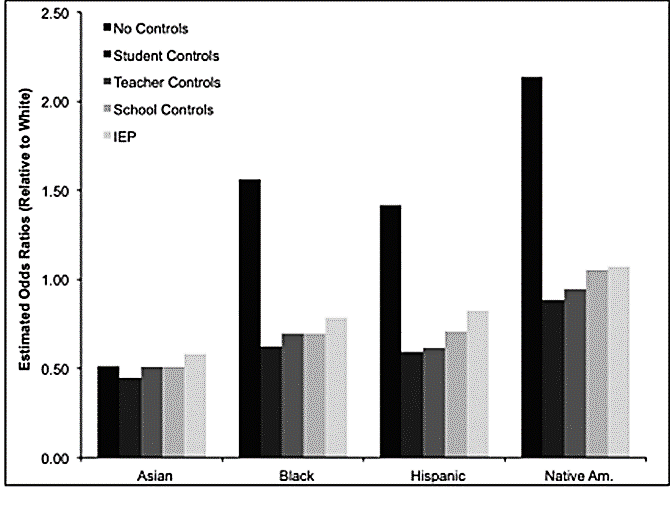 Estimated Odds Ratios (Relative to White)
2.50
2.00
1.50
1.00
0.50
0.00
No Controls
Student Controls
Teacher Controls
School Controls
IEP
Asian
Black
Hispanic
Native Am.